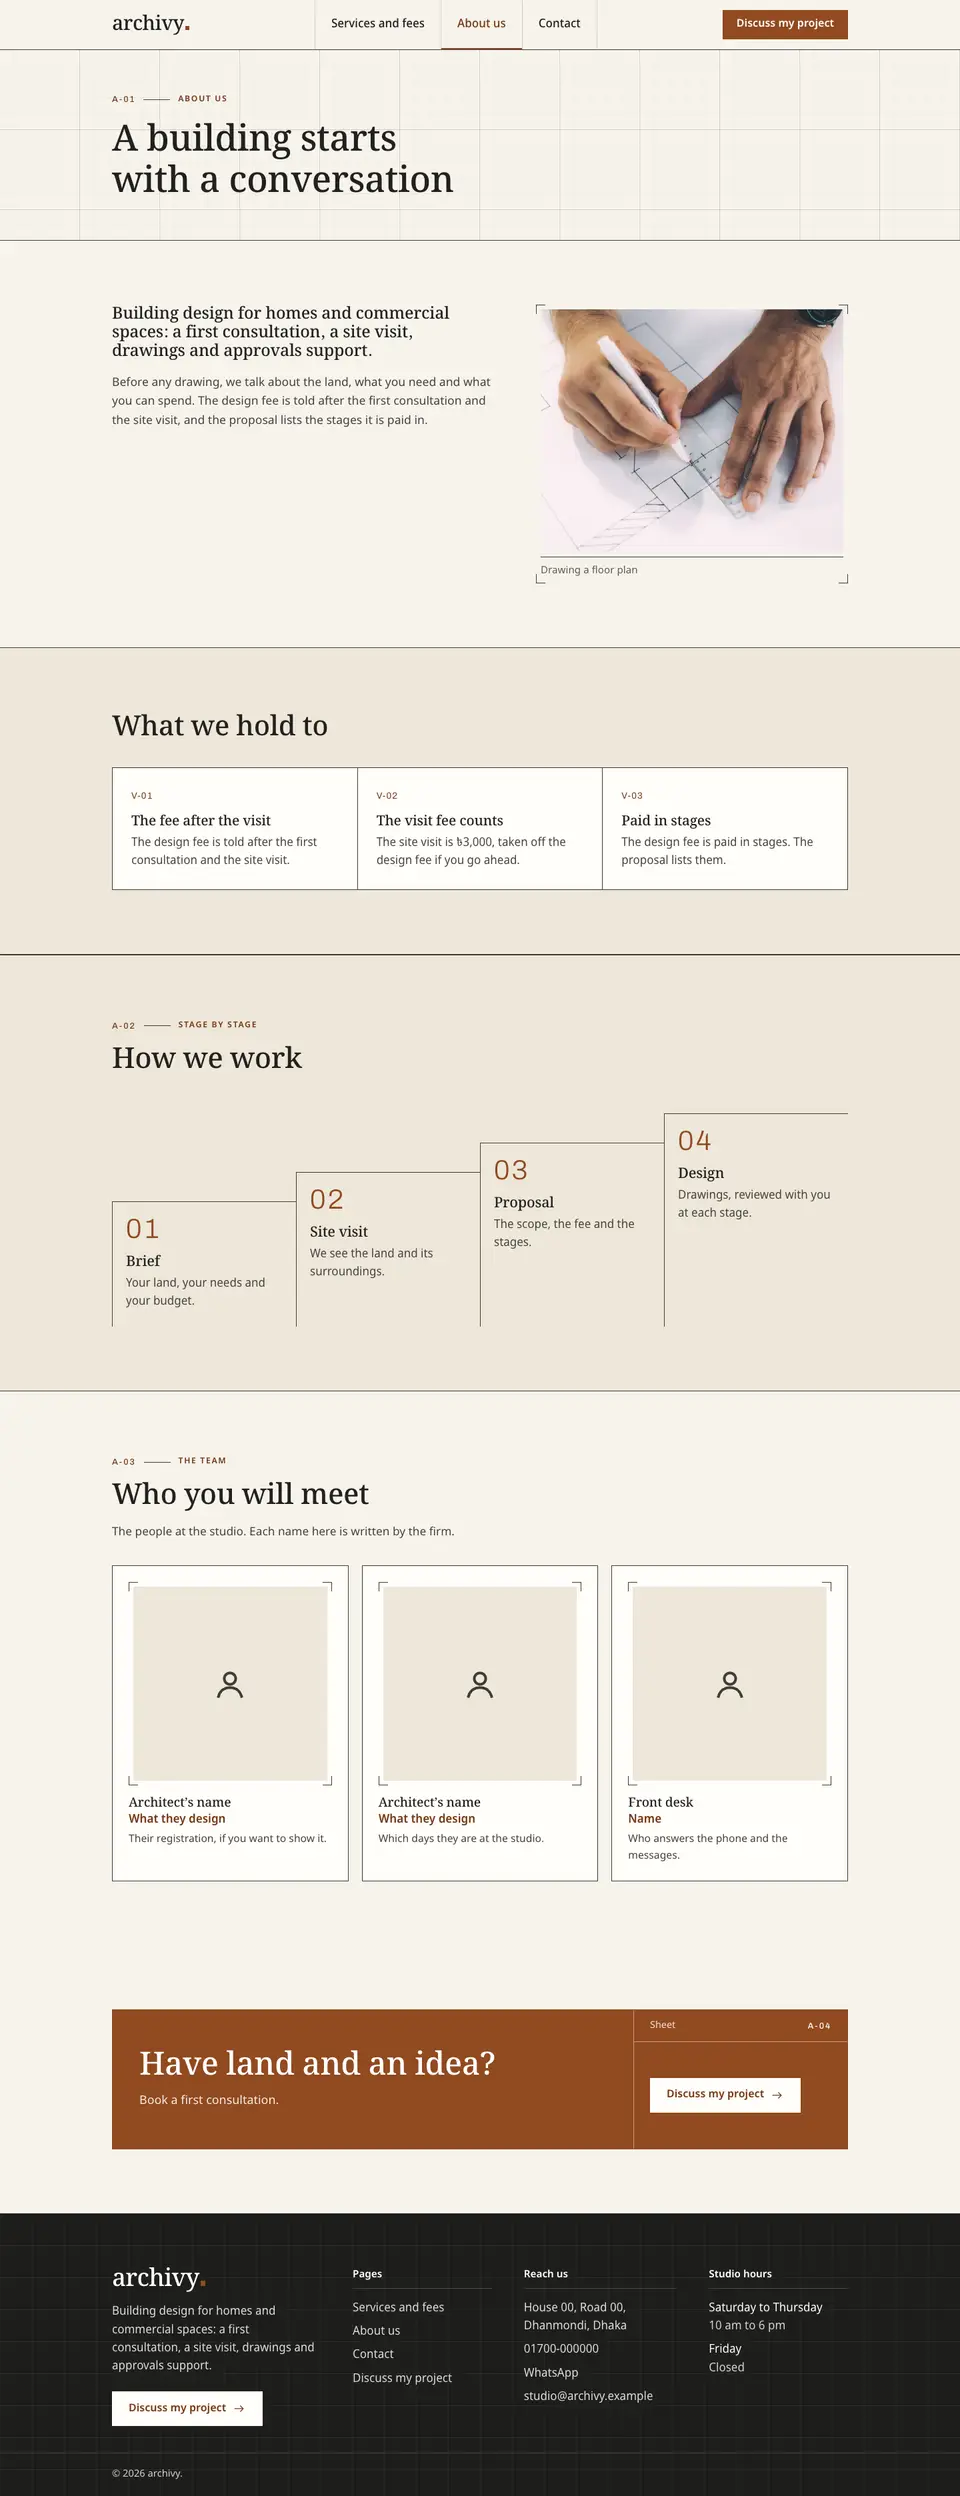 archivy.
Services and fees
About us
Contact
Discuss my project
A-01
ABOUT US
A building starts
with a conversation
Building design for homes and commercial
spaces: a first consultation, a site visit,
drawings and approvals support.
Before any drawing, we talk about the land, what you need and what
you can spend. The design fee is told after the first consultation and
the site visit, and the proposal lists the stages it is paid in.
Drawing a floor plan
What we hold to
V-01
The fee after the visit
The design fee is told after the first
consultation and the site visit.
V-02
The visit fee counts
The site visit is ৳3,000, taken off the
design fee if you go ahead.
V-03
Paid in stages
The design fee is paid in stages. The
proposal lists them.
A-02
STAGE BY STAGE
How we work
01
Brief
Your land, your needs and
your budget.
02
Site visit
We see the land and its
surroundings.
03
Proposal
The scope, the fee and the
stages.
04
Design
Drawings, reviewed with you
at each stage.
A-03
THE TEAM
Who you will meet
The people at the studio. Each name here is written by the firm.
Architect's name
What they design
Their registration, if you want to show it.
Architect's name
What they design
Which days they are at the studio.
Front desk
Name
Who answers the phone and the
messages.
Have land and an idea?
Book a first consultation.
Sheet
A-04
Discuss my project →
archivy.
Building design for homes and
commercial spaces: a first
consultation, a site visit, drawings and
approvals support.
Discuss my project →
Pages
Services and fees
About us
Contact
Discuss my project
Reach us
House 00, Road 00,
Dhanmondi, Dhaka
01700-000000
WhatsApp
studio@archivy.example
Studio hours
Saturday to Thursday
10 am to 6 pm
Friday
Closed
© 2026 archivy.